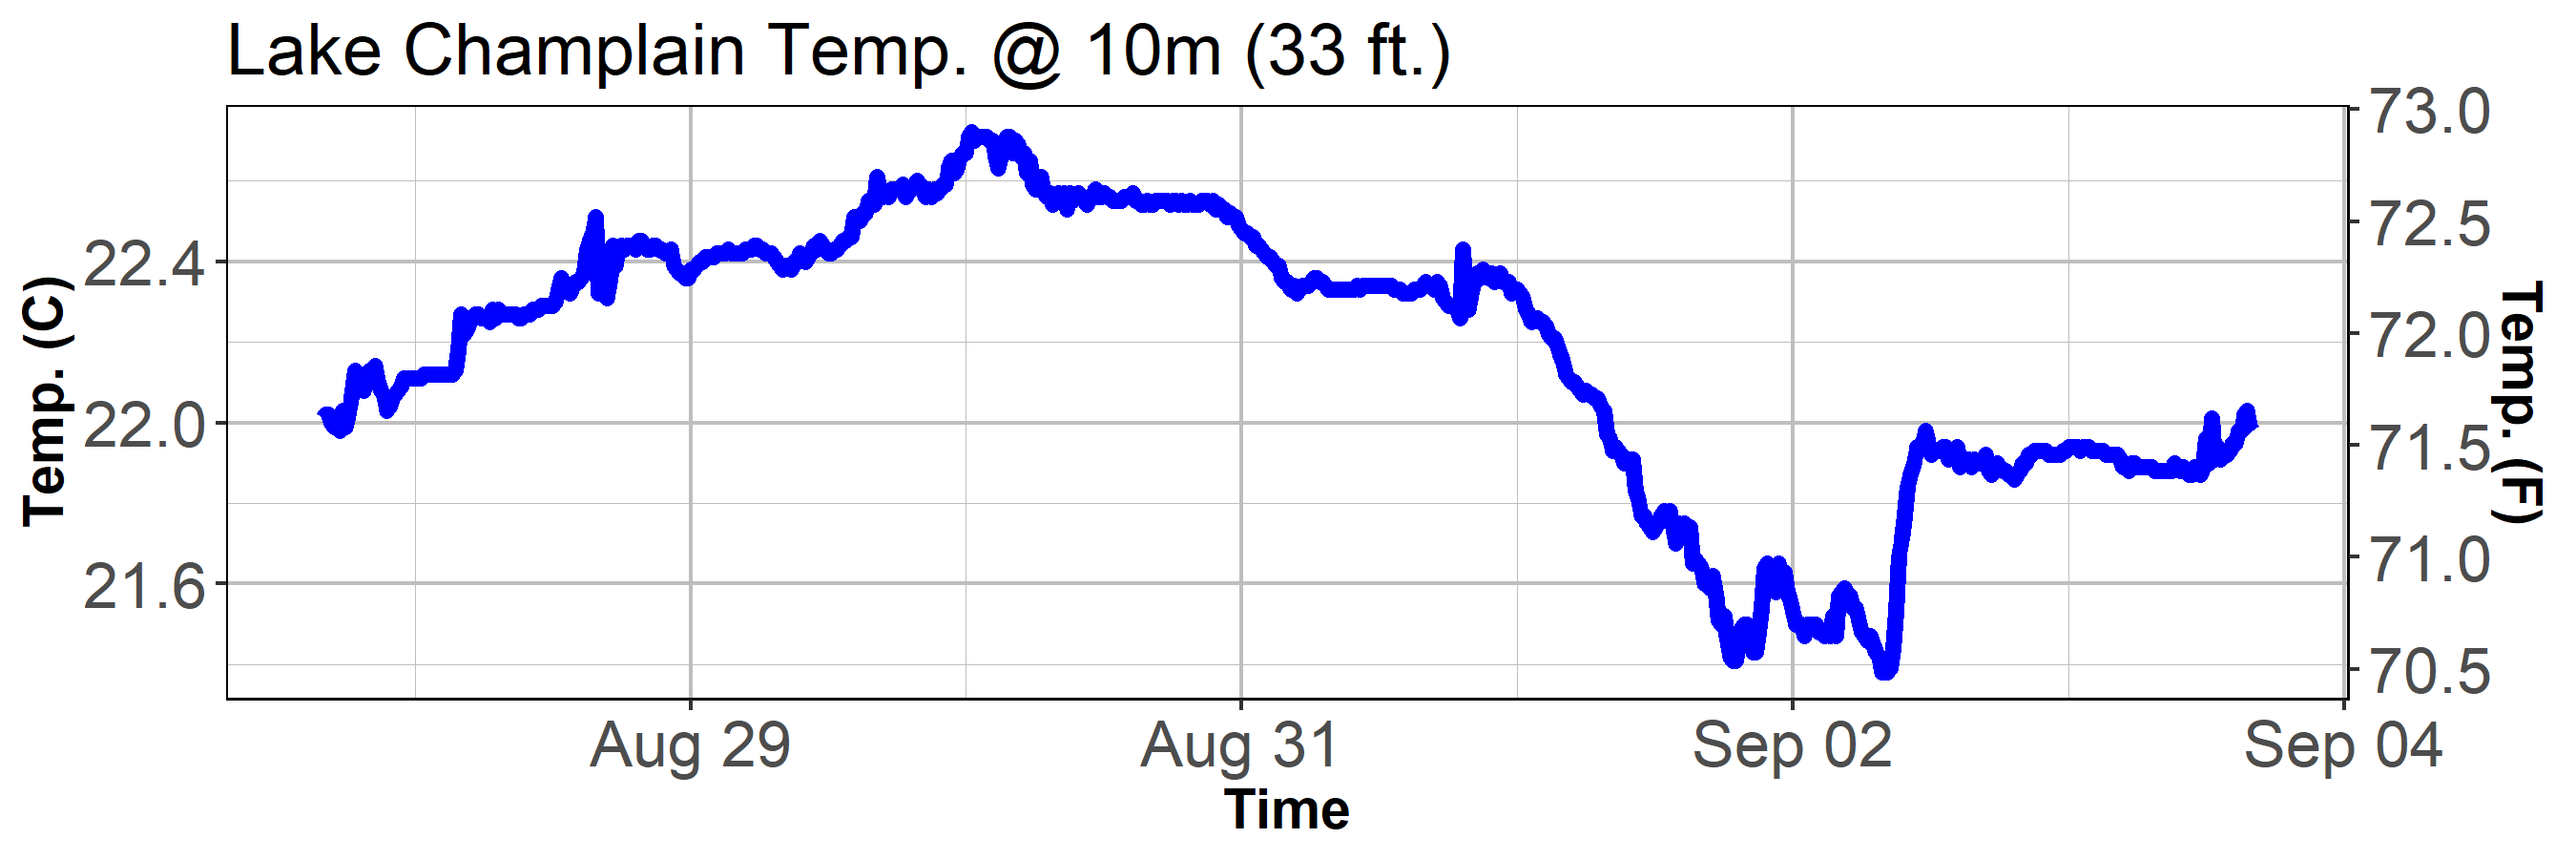 Lake Champlain Temp. @ 10m (33 ft.)
Temp. (C)
22.4
22.0
21.6
73.0
72.5
72.0
71.5
71.0
70.5
Temp. (F)
Aug 29
Aug 31
Sep 02
Sep 04
Time